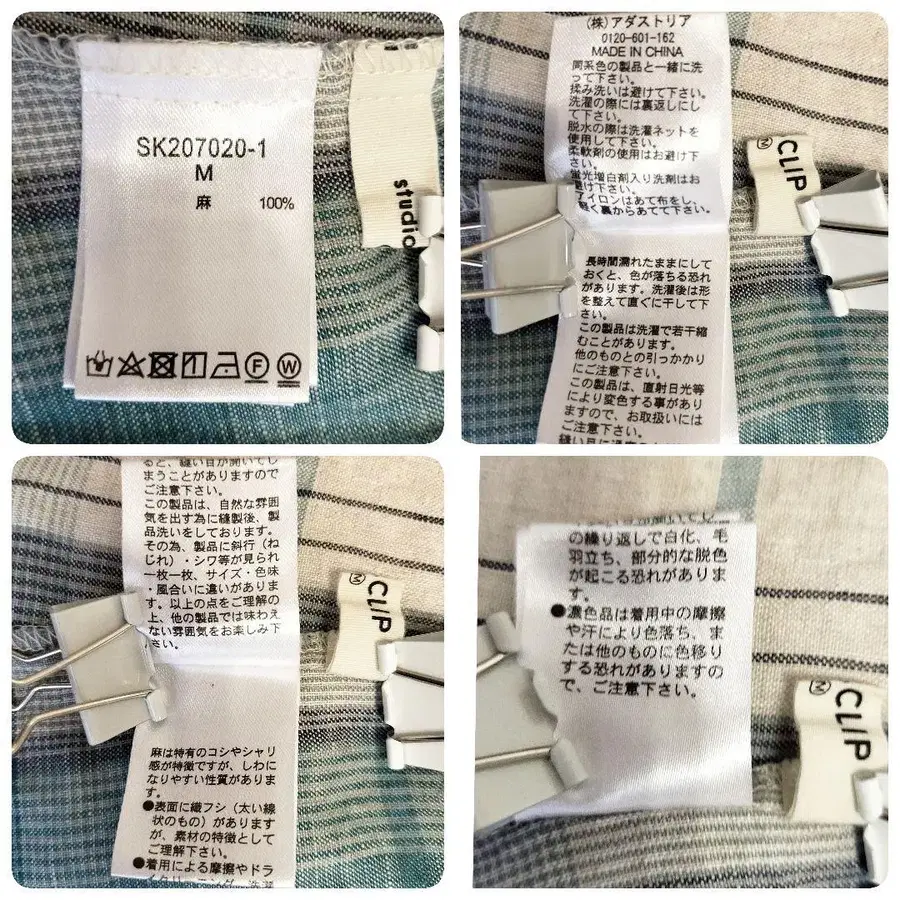 SK207020-1
M
麻 100%
studio
(株)アダストリア
0120-601-162
MADE IN CHINA
同系色の製品と一緒に洗
って下さい。
揉み洗いは避けて下さい。
洗濯の際には裏返しにし
て下さい。
脱水の際は洗濯ネットを
使用して下さい。
柔軟剤の使用はお避け下
さい。
蛍光増白剤入り洗剤はお
避け下さい。
アイロンはあて布をし、
軽く裏からあてて下さい。
長時間濡れたままにして
おくと、色が落ちる恐れ
があります。洗濯後は形
を整えて直ぐに干して下
さい。
この製品は洗濯で若干縮
むことがあります。
他のものとの引っかかり
にご注意下さい。
この製品は、直射日光等
により変色する事があり
ますので、お取扱いには
ご注意下さい。
CLIP
M
ると、縫い目が開いてし
まうことがありますので
ご注意下さい。
この製品は、自然な雰囲
気を出す為に縫製後、製
品洗いをしております。
その為、製品に斜行(ね
じれ)・シワ等が見られ
一枚一枚、サイズ・色味
・風合いに違いがありま
す。以上の点をご理解の
上、他の製品では味わえ
ない雰囲気をお楽しみ下
さい。
麻は特有のコシやシャリ
感が特徴ですが、しわに
なりやすい性質がありま
す。
●表面に織フシ(太い線
状のもの)があります
が、素材の特徴として
ご理解下さい。
●着用による摩擦やドラ
CLIP
M
の繰り返しで白化、毛
羽立ち、部分的な脱色
が起こる恐れがありま
す。
●濃色品は着用中の摩擦
や汗により色落ち、ま
たは他のものに色移り
する恐れがありますの
で、ご注意下さい。
CLIP
M